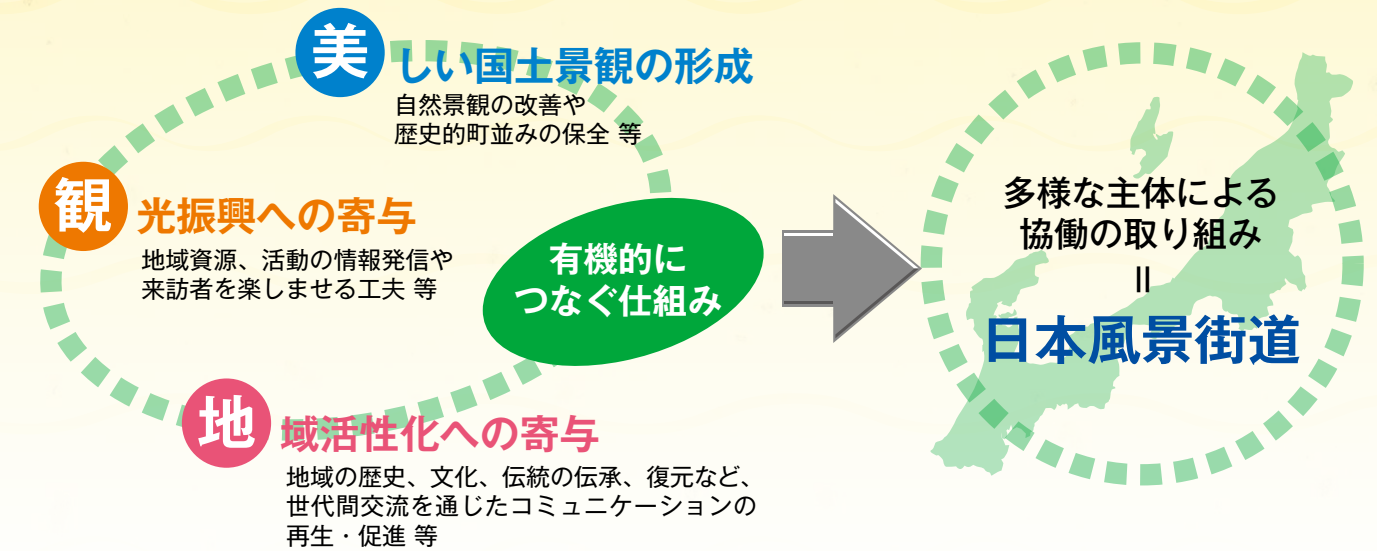 美しい国土景観の形成
自然景観の改善や
歴史的町並みの保全 等
観光振興への寄与
地域資源、活動の情報発信や
来訪者を楽しませる工夫 等
有機的に
つなぐ仕組み
地域活性化への寄与
地域の歴史、文化、伝統の伝承、復元など、
世代間交流を通じたコミュニケーションの
再生・促進 等
多様な主体による
協働の取り組み
=
日本風景街道